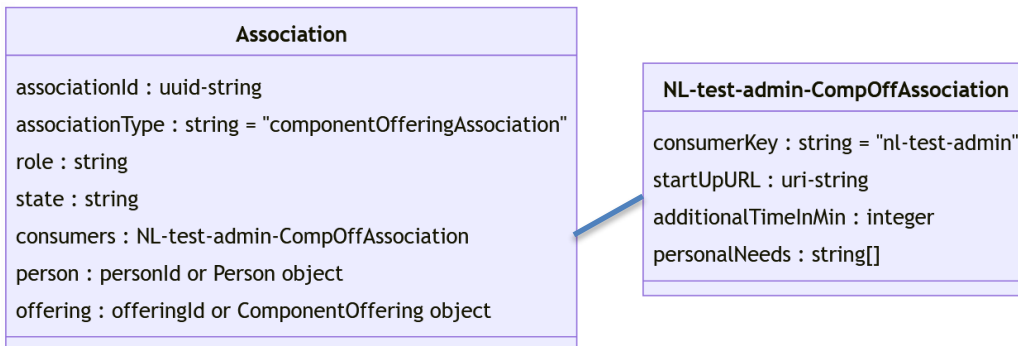 Association
associationId : uuid-string
associationType : string = "componentOfferingAssociation"
role : string
state : string
consumers : NL-test-admin-CompOffAssociation
person : personId or Person object
offering : offeringId or ComponentOffering object
NL-test-admin-CompOffAssociation
consumerKey : string = "nl-test-admin"
startUpURL : uri-string
additionalTimeInMin : integer
personalNeeds : string[]